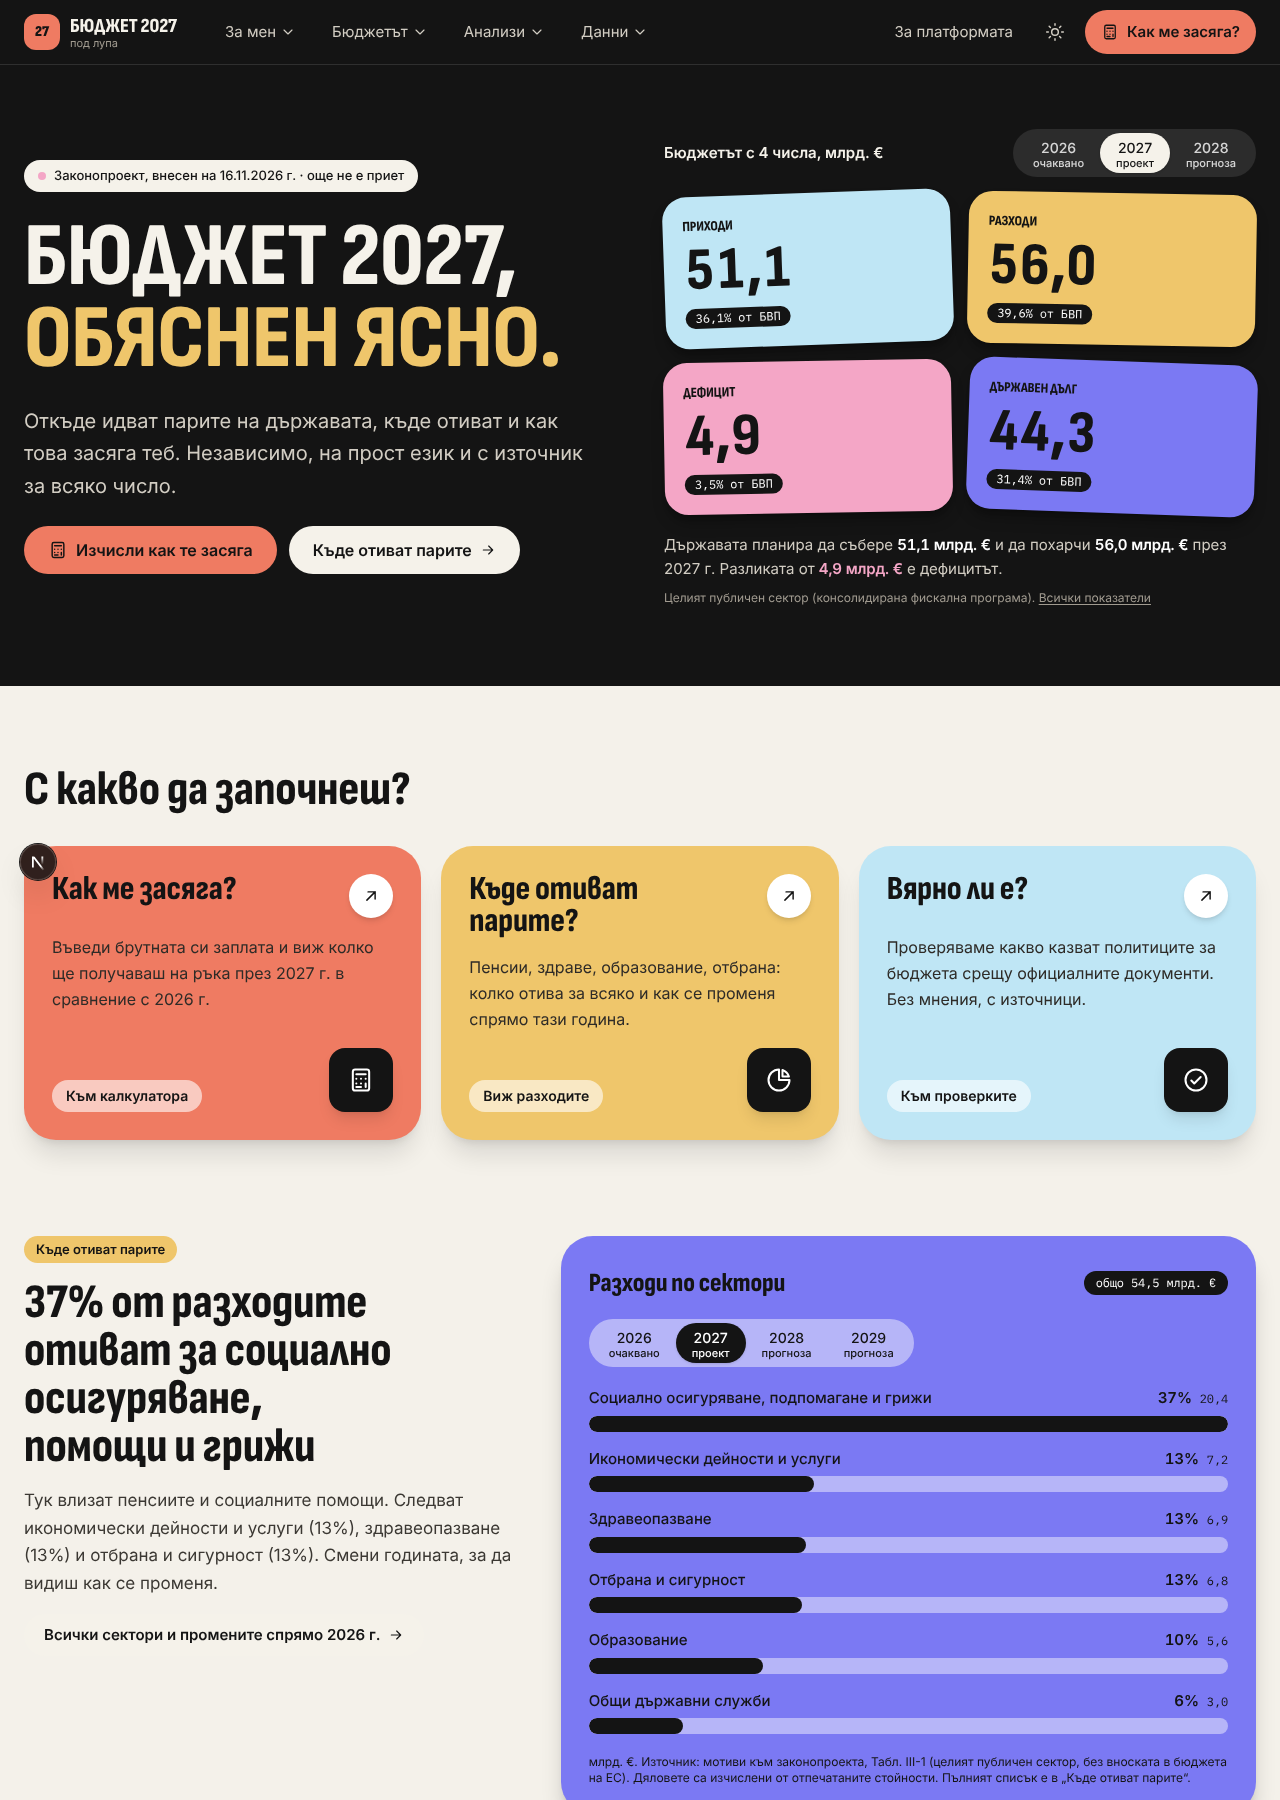 27
БЮДЖЕТ 2027
под лупа
За мен
Бюджетът
Анализи
Данни
За платформата
Как ме засяга?
Законопроект, внесен на 16.11.2026 г. · още не е приет
БЮДЖЕТ 2027,
ОБЯСНЕН ЯСНО.
Откъде идват парите на държавата, къде отиват и как
това засяга теб. Независимо, на прост език и с източник
за всяко число.
Изчисли как те засяга
Къде отиват парите →
Бюджетът с 4 числа, млрд. €
2026
очаквано
2027
проект
2028
прогноза
ПРИХОДИ
51,1
36,1% от БВП
РАЗХОДИ
56,0
39,6% от БВП
ДЕФИЦИТ
4,9
3,5% от БВП
ДЪРЖАВЕН ДЪЛГ
44,3
31,4% от БВП
Държавата планира да събере 51,1 млрд. € и да похарчи 56,0 млрд. € през
2027 г. Разликата от 4,9 млрд. € е дефицитът.
Целият публичен сектор (консолидирана фискална програма). Всички показатели
С какво да започнеш?
N
Как ме засяга?
Въведи брутната си заплата и виж колко
ще получаваш на ръка през 2027 г. в
сравнение с 2026 г.
Към калкулатора
Къде отиват
парите?
Пенсии, здраве, образование, отбрана:
колко отива за всяко и как се променя
спрямо тази година.
Виж разходите
Вярно ли е?
Проверяваме какво казват политиците за
бюджета срещу официалните документи.
Без мнения, с източници.
Към проверките
Къде отиват парите
37% от разходите
отиват за социално
осигуряване,
помощи и грижи
Тук влизат пенсиите и социалните помощи. Следват
икономически дейности и услуги (13%), здравеопазване
(13%) и отбрана и сигурност (13%). Смени годината, за да
видиш как се променя.
Всички сектори и промените спрямо 2026 г. →
Разходи по сектори
общо 54,5 млрд. €
2026
очаквано
2027
проект
2028
прогноза
2029
прогноза
Социално осигуряване, подпомагане и грижи 37% 20,4
Икономически дейности и услуги 13% 7,2
Здравеопазване 13% 6,9
Отбрана и сигурност 13% 6,8
Образование 10% 5,6
Общи държавни служби 6% 3,0
млрд. €. Източник: мотиви към законопроекта, Табл. III-1 (целият публичен сектор, без вноската в бюджета
на ЕС). Дяловете са изчислени от отпечатаните стойности. Пълният списък е в „Къде отиват парите“.